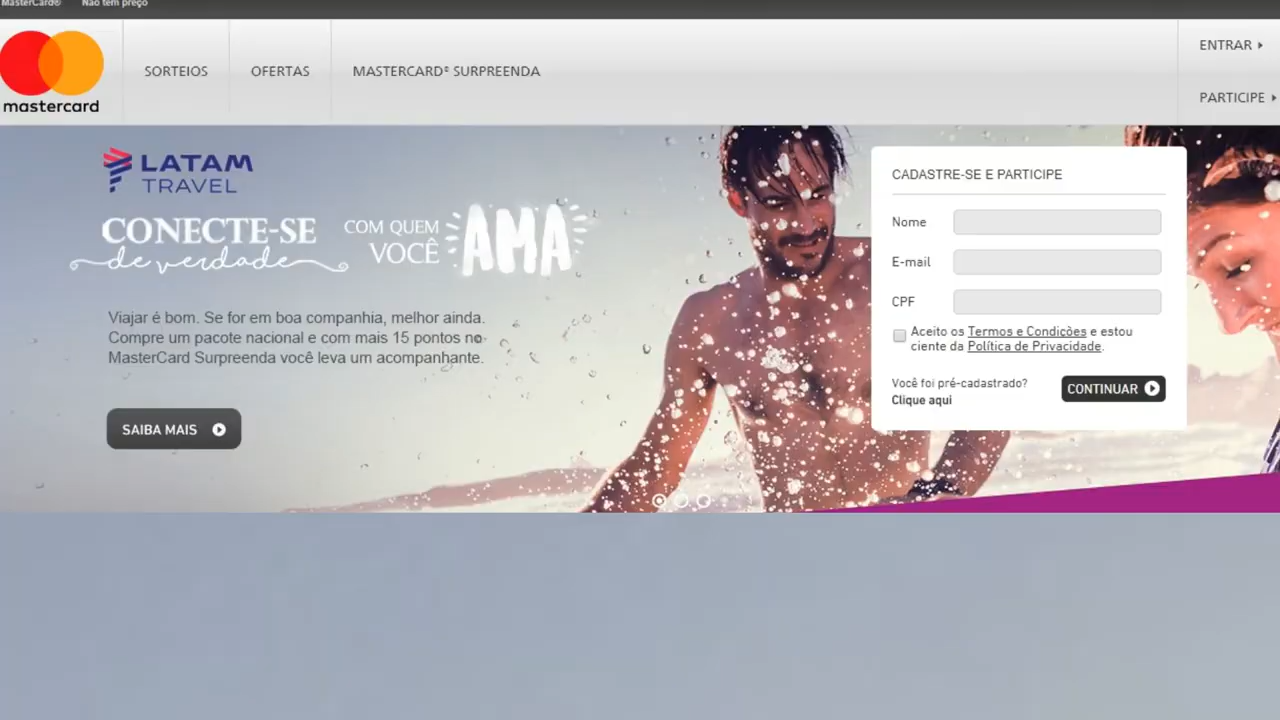 MasterCard® Não tem preço
mastercard
SORTEIOS
OFERTAS
MASTERCARD® SURPREENDA
ENTRAR
PARTICIPE
LATAM
TRAVEL
CONECTE-SE
de verdade
COM QUEM
VOCÊ
AMA
Viajar é bom. Se for em boa companhia, melhor ainda.
Compre um pacote nacional e com mais 15 pontos no
MasterCard Surpreenda você leva um acompanhante.
SAIBA MAIS
CADASTRE-SE E PARTICIPE
Nome
E-mail
CPF
Aceito os Termos e Condições e estou
ciente da Política de Privacidade.
Você foi pré-cadastrado?
Clique aqui
CONTINUAR